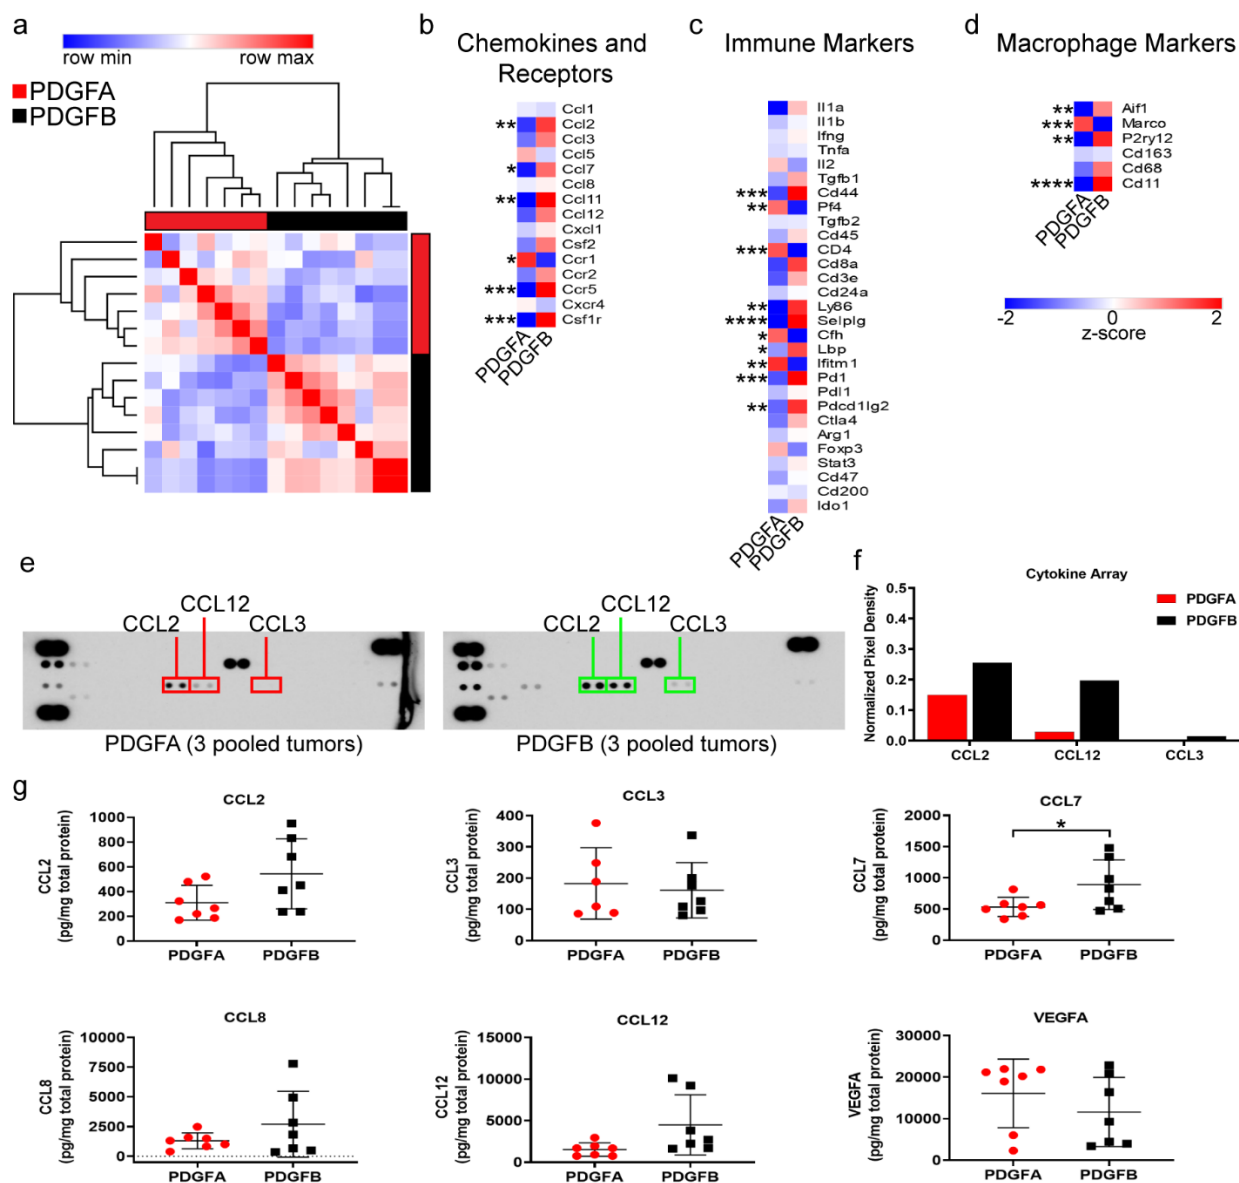 a
row min
row max
PDGFA
PDGFB
b
Chemokines and
Receptors
Ccl1
** Ccl2
Ccl3
Ccl5
* Ccl7
Ccl8
** Ccl11
Ccl12
Cxcl1
Csf2
* Ccr1
Ccr2
*** Ccr5
Cxcr4
*** Csf1r
PDGFA
PDGFB
c
Immune Markers
Il1a
Il1b
Ifng
Tnfa
Il2
Tgfb1
*** Cd44
** Pf4
Tgfb2
Cd45
*** CD4
Cd8a
Cd3e
Cd24a
** Ly86
**** Selplg
* Cfh
* Lbp
** Ifitm1
*** Pd1
Pdl1
** Pdcd1lg2
Ctla4
Arg1
Foxp3
Stat3
Cd47
Cd200
Ido1
PDGFA
PDGFB
d
Macrophage Markers
** Aif1
*** Marco
** P2ry12
Cd163
Cd68
**** Cd11
PDGFA
PDGFB
-2 0 2
z-score
e
CCL12
CCL2 CCL3
PDGFA (3 pooled tumors)
CCL12
CCL2 CCL3
PDGFB (3 pooled tumors)
f
Cytokine Array
Normalized Pixel Density
0.5
0.4
0.3
0.2
0.1
0.0
CCL2 CCL12 CCL3
PDGFA
PDGFB
g
CCL2
CCL2
(pg/mg total protein)
1000
800
600
400
200
0
PDGFA PDGFB
CCL3
CCL3
(pg/mg total protein)
400
300
200
100
0
PDGFA PDGFB
CCL7
CCL7
(pg/mg total protein)
2000
1500
1000
500
0
*
PDGFA PDGFB
CCL8
CCL8
(pg/mg total protein)
10000
7500
5000
2500
0
PDGFA PDGFB
CCL12
CCL12
(pg/mg total protein)
15000
10000
5000
0
PDGFA PDGFB
VEGFA
VEGFA
(pg/mg total protein)
30000
20000
10000
0
PDGFA PDGFB